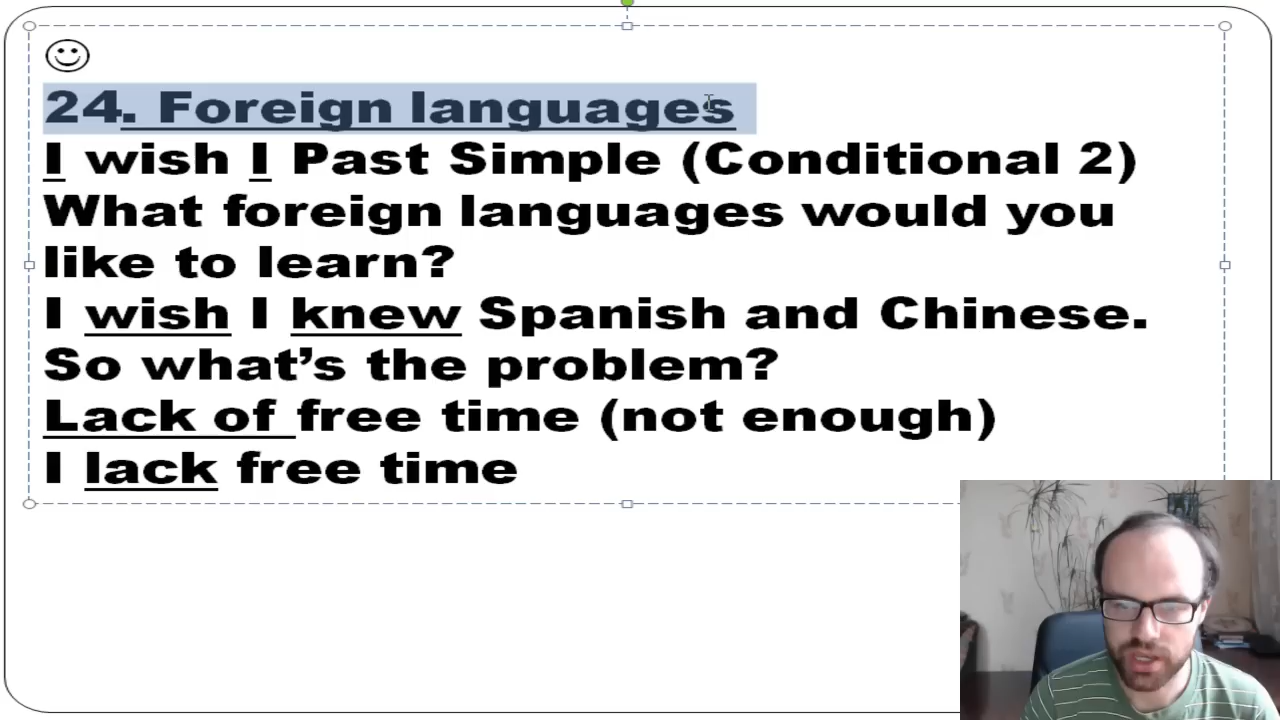 24. Foreign languages
I wish I Past Simple (Conditional 2)
What foreign languages would you
like to learn?
I wish I knew Spanish and Chinese.
So what’s the problem?
Lack of free time (not enough)
I lack free time